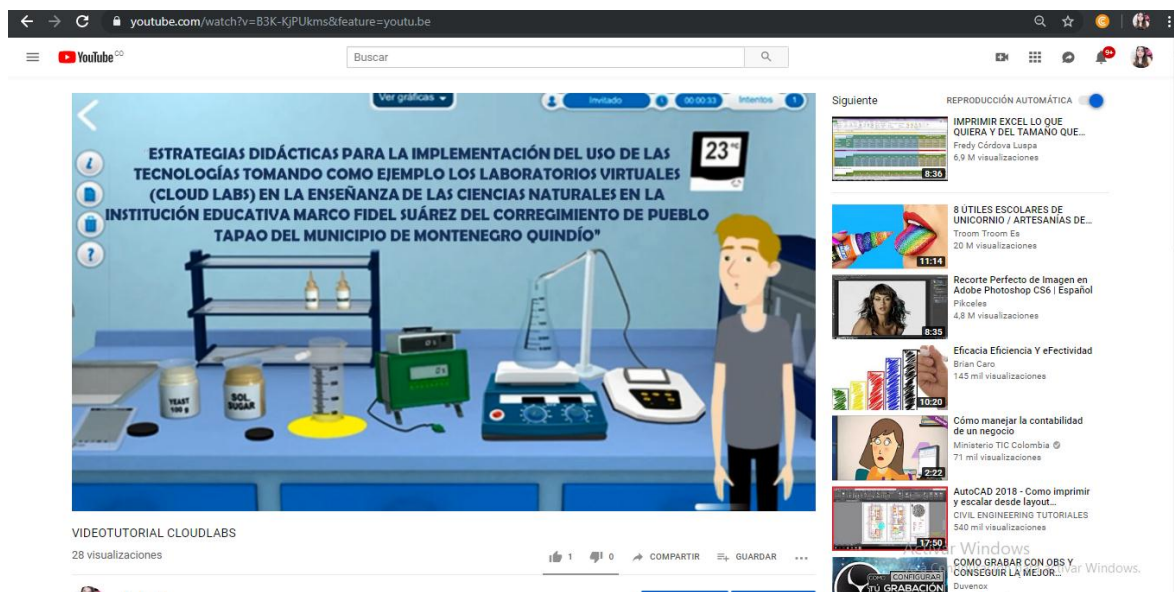 youtube.com/watch?v=B3K-KjPUkms&feature=youtu.be
YouTube CO
Buscar
9+
Ver gráficas
Invitado
00:00:33
Intentos
1
23 °C
ESTRATEGIAS DIDÁCTICAS PARA LA IMPLEMENTACIÓN DEL USO DE LAS
TECNOLOGÍAS TOMANDO COMO EJEMPLO LOS LABORATORIOS VIRTUALES
(CLOUD LABS) EN LA ENSEÑANZA DE LAS CIENCIAS NATURALES EN LA
INSTITUCIÓN EDUCATIVA MARCO FIDEL SUÁREZ DEL CORREGIMIENTO DE PUEBLO
TAPAO DEL MUNICIPIO DE MONTENEGRO QUINDÍO"
i
?
YEAST
100 g
SOL.
SUGAR
VIDEOTUTORIAL CLOUDLABS
28 visualizaciones
1
0
COMPARTIR
GUARDAR
Siguiente
REPRODUCCIÓN AUTOMÁTICA
IMPRIMIR EXCEL LO QUE
QUIERA Y DEL TAMAÑO QUE...
Fredy Córdova Luspa
6,9 M visualizaciones
8:36
8 ÚTILES ESCOLARES DE
UNICORNIO / ARTESANÍAS DE...
Troom Troom Es
20 M visualizaciones
11:14
Recorte Perfecto de Imagen en
Adobe Photoshop CS6 | Español
Pikceles
4,8 M visualizaciones
8:35
Eficacia Eficiencia Y eFectividad
Brian Caro
145 mil visualizaciones
10:20
Cómo manejar la contabilidad
de un negocio
Ministerio TIC Colombia
71 mil visualizaciones
2:22
AutoCAD 2018 - Como imprimir
y escalar desde layout...
CIVIL ENGINEERING TUTORIALES
540 mil visualizaciones
17:50
Activar Windows
COMO GRABAR CON OBS Y
CONSEGUIR LA MEJOR...
Duvenox
COMO CONFIGURAR
TÚ GRABACIÓN